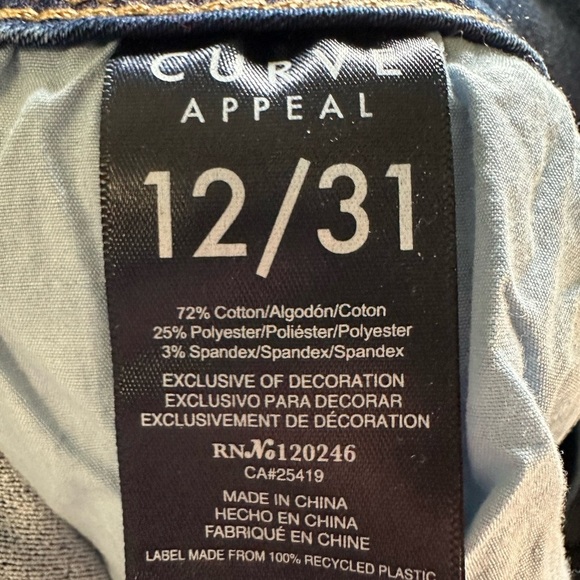 CURVE
APPEAL
12/31
72% Cotton/Algodón/Coton
25% Polyester/Poliéster/Polyester
3% Spandex/Spandex/Spandex
EXCLUSIVE OF DECORATION
EXCLUSIVO PARA DECORAR
EXCLUSIVEMENT DE DÉCORATION
RN№120246
CA#25419
MADE IN CHINA
HECHO EN CHINA
FABRIQUÉ EN CHINE
LABEL MADE FROM 100% RECYCLED PLASTIC